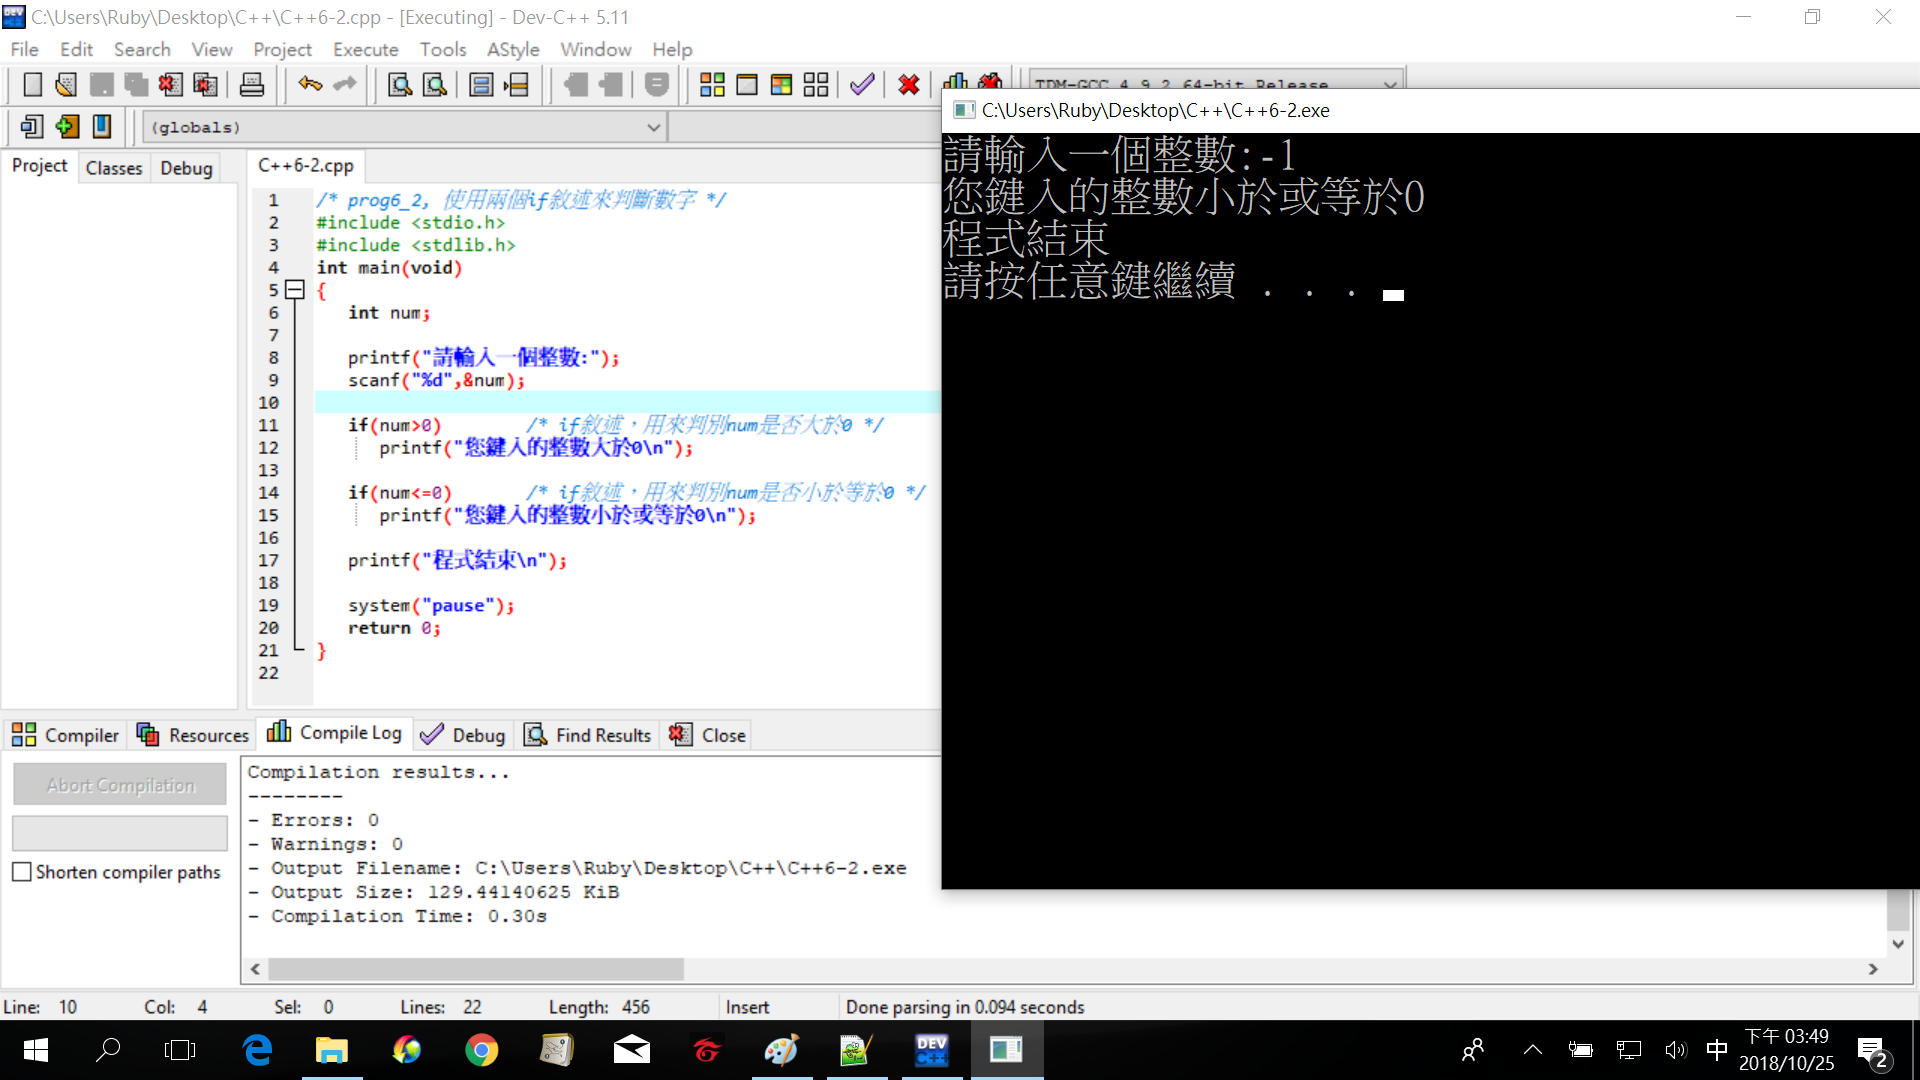 C:\Users\Ruby\Desktop\C++\C++6-2.cpp - [Executing] - Dev-C++ 5.11
File Edit Search View Project Execute Tools AStyle Window Help
TDM-GCC 4.9.2 64-bit Release
(globals)
Project Classes Debug
C++6-2.cpp
1 /* prog6_2, 使用兩個if敘述來判斷數字 */
2 #include <stdio.h>
3 #include <stdlib.h>
4 int main(void)
5 {
6 int num;
7
8 printf("請輸入一個整數:");
9 scanf("%d",&num);
10
11 if(num>0) /* if敘述，用來判別num是否大於0 */
12 printf("您鍵入的整數大於0\n");
13
14 if(num<=0) /* if敘述，用來判別num是否小於等於0 */
15 printf("您鍵入的整數小於或等於0\n");
16
17 printf("程式結束\n");
18
19 system("pause");
20 return 0;
21 }
22
C:\Users\Ruby\Desktop\C++\C++6-2.exe
請輸入一個整數:-1
您鍵入的整數小於或等於0
程式結束
請按任意鍵繼續 . . .
Compiler Resources Compile Log Debug Find Results Close
Abort Compilation
Shorten compiler paths
Compilation results...
--------
- Errors: 0
- Warnings: 0
- Output Filename: C:\Users\Ruby\Desktop\C++\C++6-2.exe
- Output Size: 129.44140625 KiB
- Compilation Time: 0.30s
Line: 10 Col: 4 Sel: 0 Lines: 22 Length: 456 Insert Done parsing in 0.094 seconds
DEV C++
中
下午 03:49
2018/10/25
2